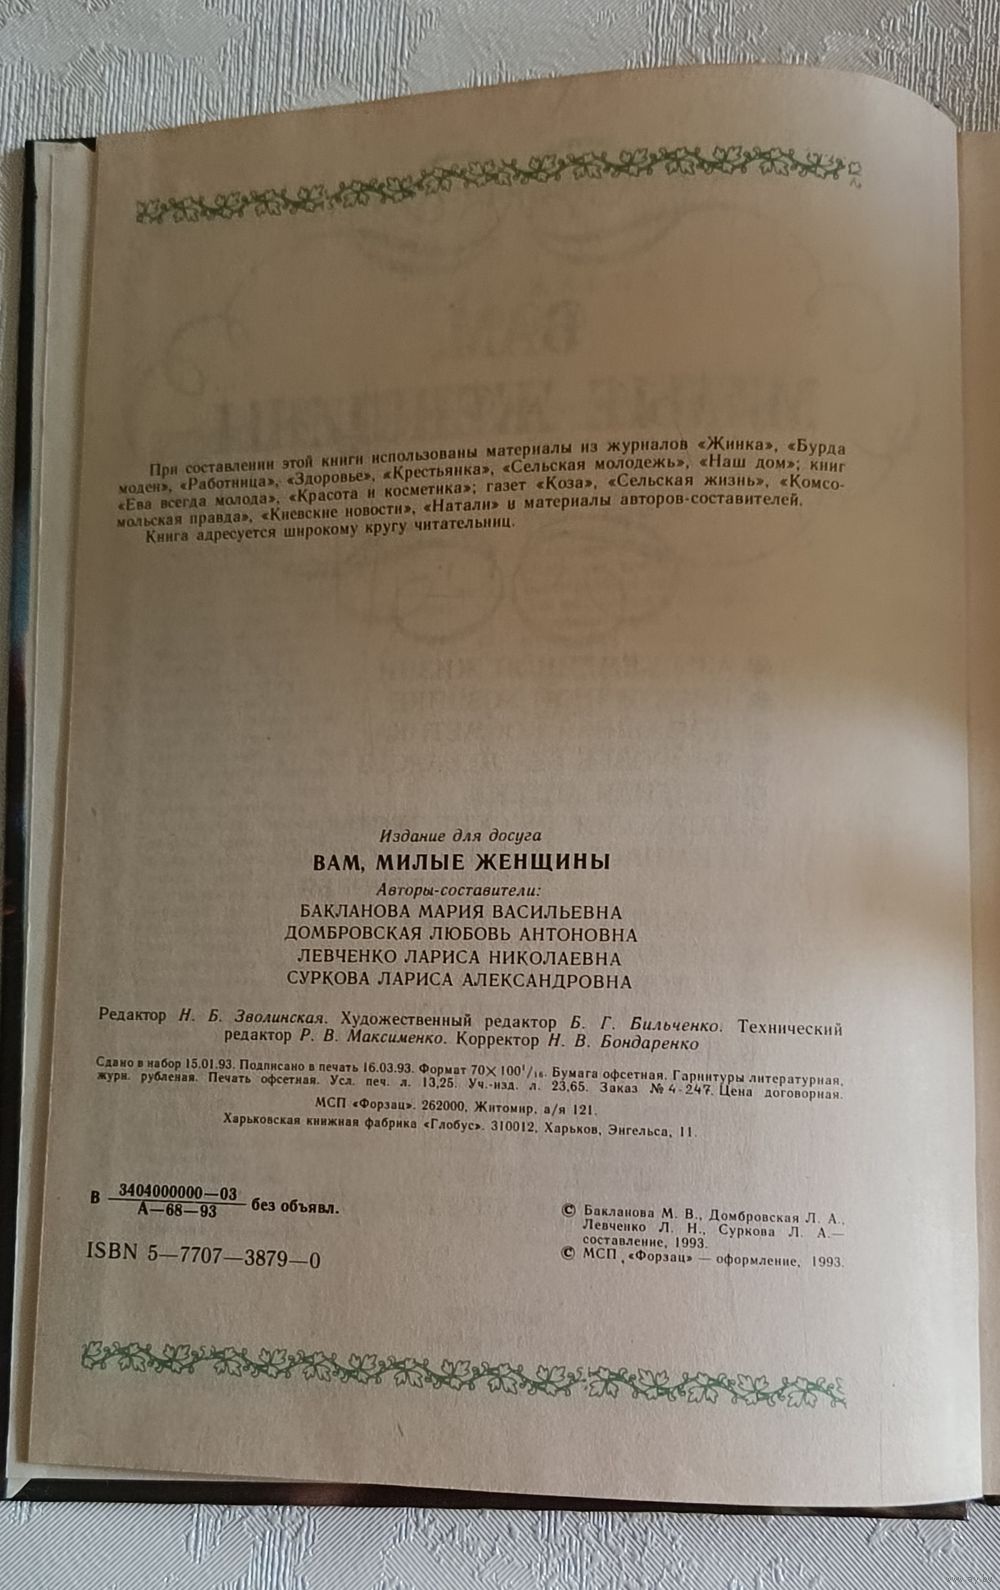 При составлении этой книги использованы материалы из журналов «Жинка», «Бурда
моден», «Работница», «Здоровье», «Крестьянка», «Сельская молодежь», «Наш дом»; книг
«Ева всегда молода», «Красота и косметика»; газет «Коза», «Сельская жизнь», «Комсо-
мольская правда», «Киевские новости», «Натали» и материалы авторов-составителей.
Книга адресуется широкому кругу читательниц.
Издание для досуга
ВАМ, МИЛЫЕ ЖЕНЩИНЫ
Авторы-составители:
БАКЛАНОВА МАРИЯ ВАСИЛЬЕВНА
ДОМБРОВСКАЯ ЛЮБОВЬ АНТОНОВНА
ЛЕВЧЕНКО ЛАРИСА НИКОЛАЕВНА
СУРКОВА ЛАРИСА АЛЕКСАНДРОВНА
Редактор Н. Б. Зволинская. Художественный редактор Б. Г. Бильченко. Технический
редактор Р. В. Максименко. Корректор Н. В. Бондаренко
Сдано в набор 15.01.93. Подписано в печать 16.03.93. Формат 70×100 1/16. Бумага офсетная. Гарнитуры литературная,
журн. рубленая. Печать офсетная. Усл. печ. л. 13,25. Уч.-изд. л. 23,65. Заказ № 4-247. Цена договорная.
МСП «Форзац». 262000, Житомир, а/я 121.
Харьковская книжная фабрика «Глобус». 310012, Харьков, Энгельса, 11.
В 3404000000—03 / А—68—93 без объявл.
ISBN 5—7707—3879—0
© Бакланова М. В., Домбровская Л. А.,
Левченко Л. Н., Суркова Л. А.—
составление, 1993.
© МСП «Форзац» — оформление, 1993.